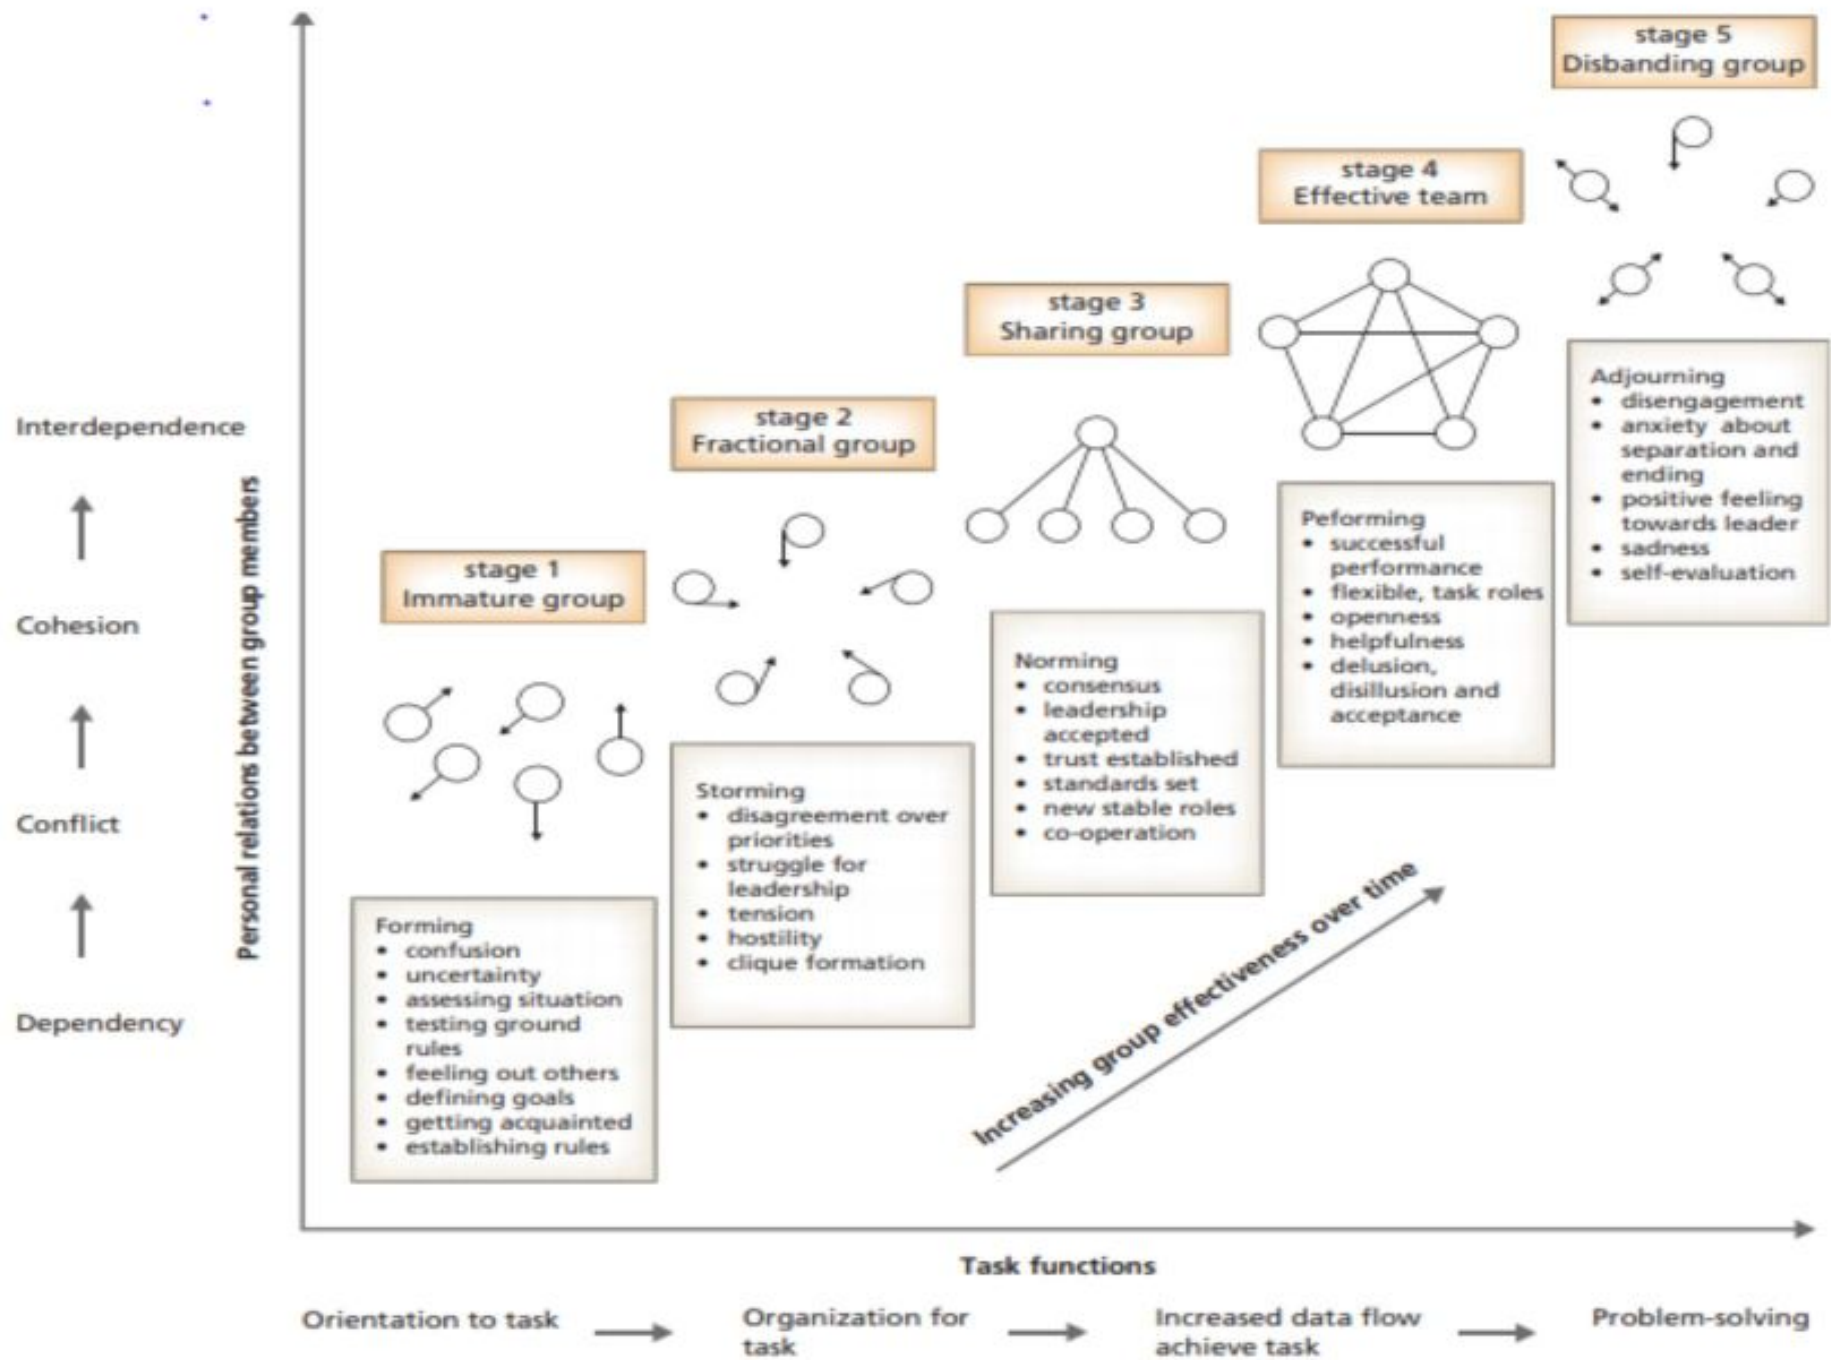 stage 5
Disbanding group
stage 4
Effective team
stage 3
Sharing group
stage 2
Fractional group
stage 1
Immature group
Interdependence
Cohesion
Conflict
Dependency
Personal relations between group members
Forming
• confusion
• uncertainty
• assessing situation
• testing ground
rules
• feeling out others
• defining goals
• getting acquainted
• establishing rules
Storming
• disagreement over
priorities
• struggle for
leadership
• tension
• hostility
• clique formation
Norming
• consensus
• leadership
accepted
• trust established
• standards set
• new stable roles
• co-operation
Peforming
• successful
performance
• flexible, task roles
• openness
• helpfulness
• delusion,
disillusion and
acceptance
Adjourning
• disengagement
• anxiety about
separation and
ending
• positive feeling
towards leader
• sadness
• self-evaluation
Increasing group effectiveness over time
Task functions
Orientation to task
Organization for
task
Increased data flow
achieve task
Problem-solving